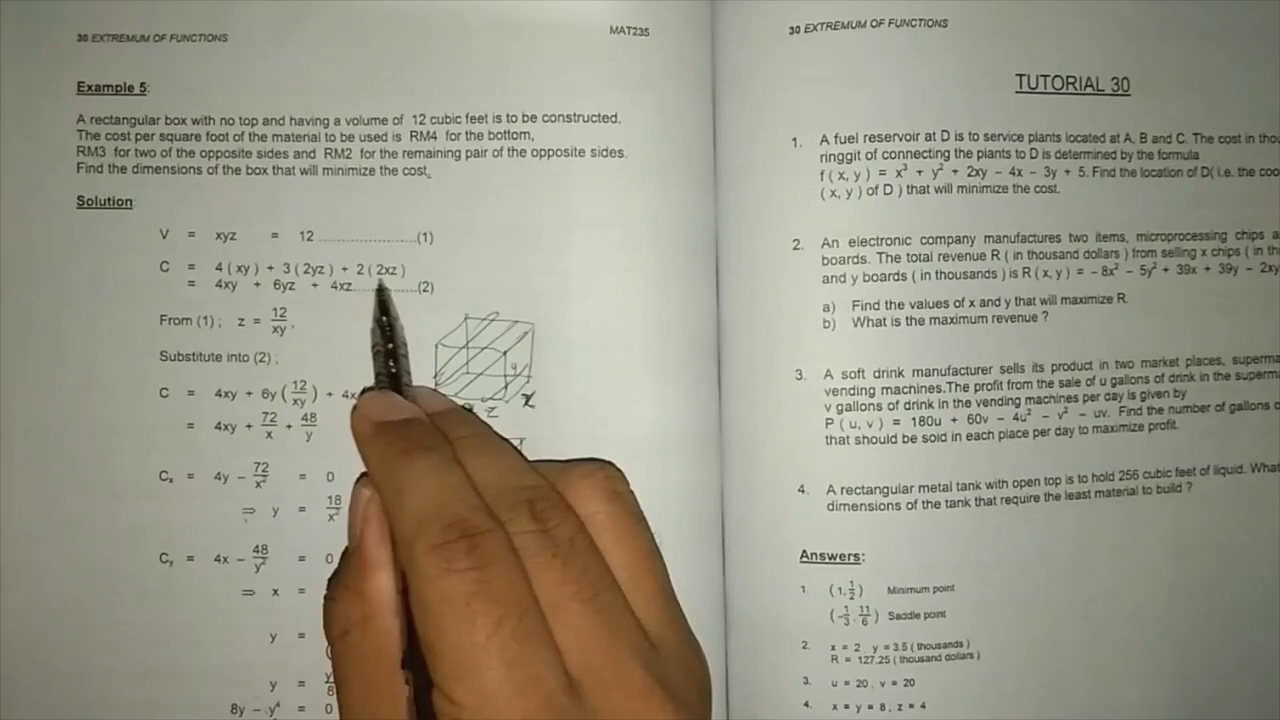 30 EXTREMUM OF FUNCTIONS
MAT235
Example 5:
A rectangular box with no top and having a volume of 12 cubic feet is to be constructed.
The cost per square foot of the material to be used is RM4 for the bottom,
RM3 for two of the opposite sides and RM2 for the remaining pair of the opposite sides.
Find the dimensions of the box that will minimize the cost.
Solution
V = xyz = 12 ........................(1)
C = 4 ( xy ) + 3 ( 2yz ) + 2 ( 2xz )
= 4xy + 6yz + 4xz................(2)
From (1) ; z = 12/xy ,
Substitute into (2) ;
C = 4xy + 6y ( 12/xy ) + 4x
= 4xy + 72/x + 48/y
Cx = 4y − 72/x² = 0
⇒ y = 18/x²
Cy = 4x − 48/y² = 0
⇒ x =
y =
y = y/8
8y − y⁴ = 0
y
z x
30 EXTREMUM OF FUNCTIONS
TUTORIAL 30
1. A fuel reservoir at D is to service plants located at A, B and C. The cost in
ringgit of connecting the plants to D is determined by the formula
f ( x, y ) = x³ + y² + 2xy − 4x − 3y + 5. Find the location of D( i.e. the
( x, y ) of D ) that will minimize the cost.
2. An electronic company manufactures two items, microprocessing chips
boards. The total revenue R ( in thousand dollars ) from selling x chips ( in
and y boards ( in thousands ) is R ( x, y ) = − 8x² − 5y² + 39x + 39y − 2xy
a) Find the values of x and y that will maximize R.
b) What is the maximum revenue ?
3. A soft drink manufacturer sells its product in two market places,
vending machines.The profit from the sale of u gallons of drink in the
v gallons of drink in the vending machines per day is given by
P ( u, v ) = 180u + 60v − 4u² − v² − uv. Find the number of gallons
that should be sold in each place per day to maximize profit.
4. A rectangular metal tank with open top is to hold 256 cubic feet of liquid. What
dimensions of the tank that require the least material to build ?
Answers:
1. ( 1, 1/2 ) Minimum point
( −1/3, 11/6 ) Saddle point
2. x = 2 , y = 3.5 ( thousands )
R = 127.25 ( thousand dollars )
3. u = 20 , v = 20
4. x = y = 8 , z = 4